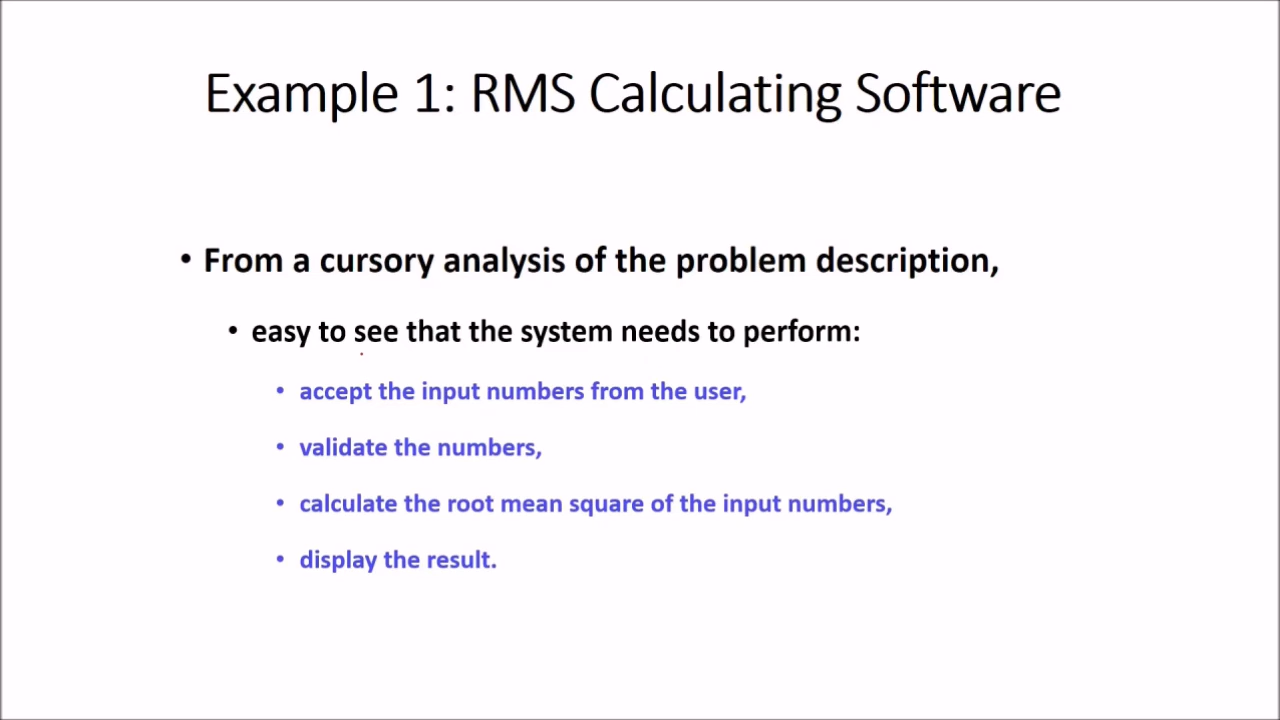 Example 1: RMS Calculating Software
• From a cursory analysis of the problem description,
• easy to see that the system needs to perform:
• accept the input numbers from the user,
• validate the numbers,
• calculate the root mean square of the input numbers,
• display the result.